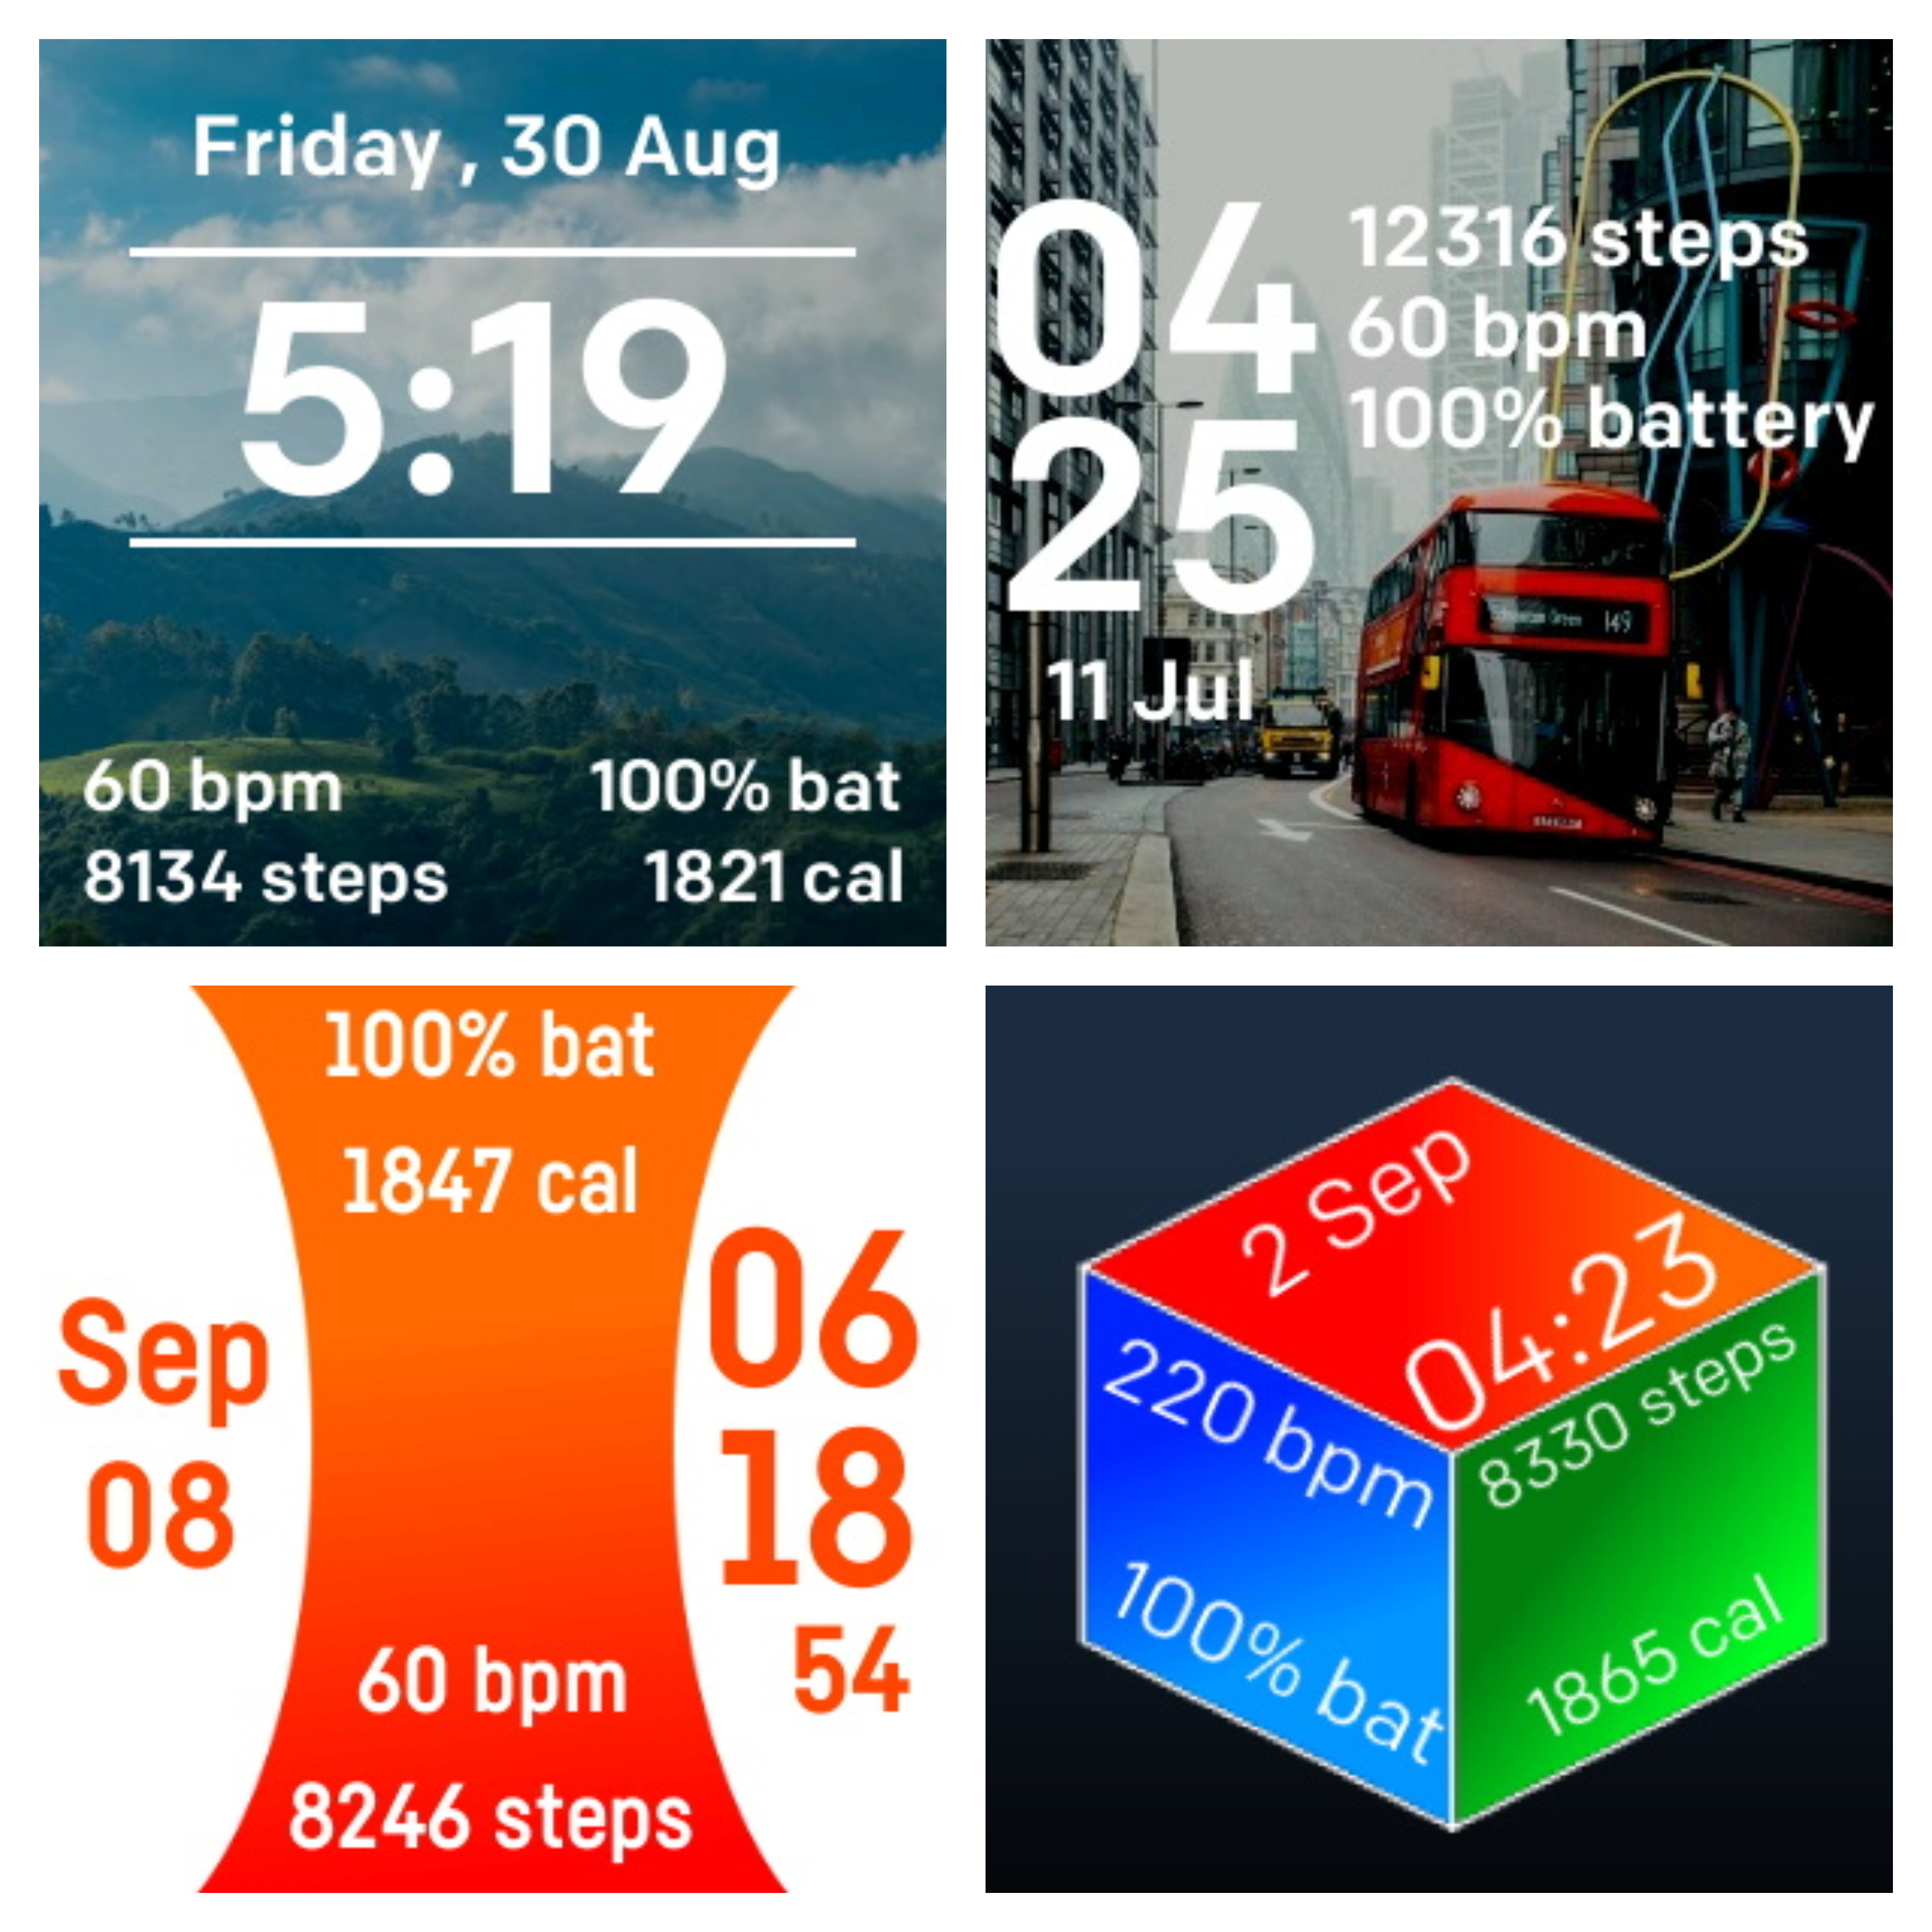 Friday , 30 Aug
5:19
60 bpm
100% bat
8134 steps
1821 cal
04
25
12316 steps
60 bpm
100% battery
11 Jul
Green 149
100% bat
1847 cal
Sep
08
06
18
54
60 bpm
8246 steps
2 Sep
04:23
220 bpm
100% bat
8330 steps
1865 cal